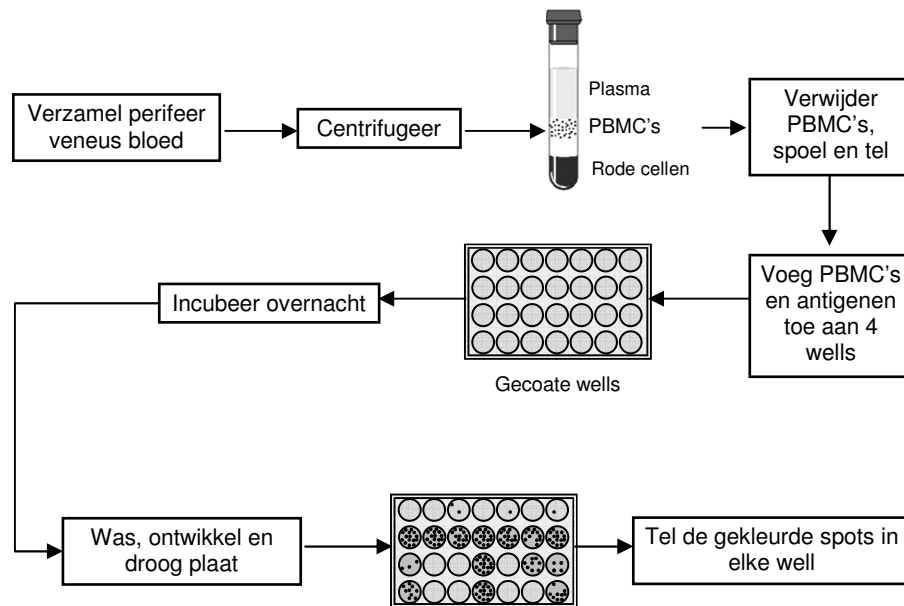 Verzamel perifeer
veneus bloed
Centrifugeer
Plasma
PBMC's
Rode cellen
Verwijder
PBMC's,
spoel en tel
Voeg PBMC's
en antigenen
toe aan 4
wells
Gecoate wells
Incubeer overnacht
Was, ontwikkel en
droog plaat
Tel de gekleurde spots in
elke well